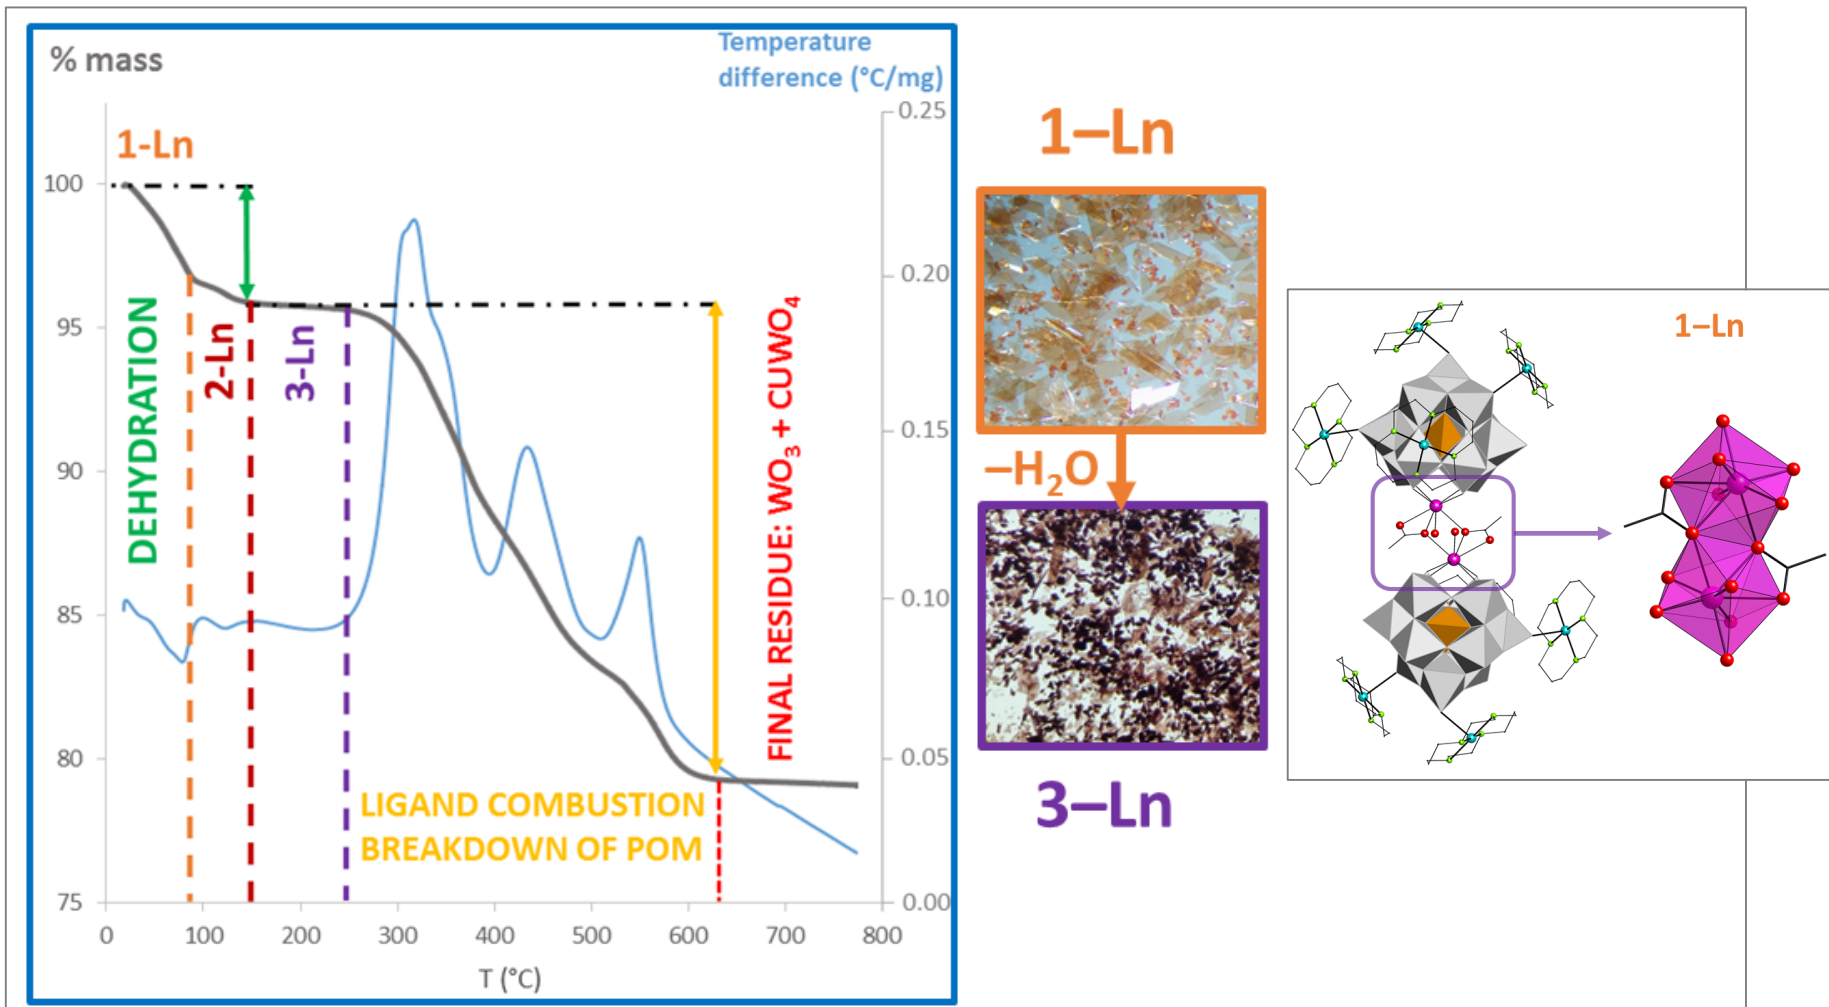 % mass
Temperature
difference (°C/mg)
1-Ln
100
95
90
85
80
75
0.25
0.20
0.15
0.10
0.05
0.00
DEHYDRATION
2-Ln
3-Ln
LIGAND COMBUSTION
BREAKDOWN OF POM
FINAL RESIDUE: WO₃ + CUWO₄
0 100 200 300 400 500 600 700 800
T (°C)
1–Ln
–H₂O
3–Ln
1–Ln